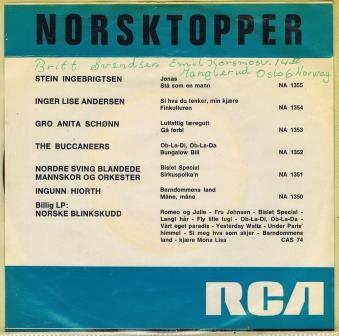 NORSKTOPPER
Britt Svendsen Emil Korsmosv. 14
Manglerud Oslo 6 Norway
STEIN INGEBRIGTSEN Jonas
Stå som en mann NA 1355
INGER LISE ANDERSEN Si hva du tenker, min kjære
Finkulturen NA 1354
GRO ANITA SCHØNN Lutfattig læregutt
Gå forbi NA 1353
THE BUCCANEERS Ob-La-Di, Ob-La-Da
Bungalow Bill NA 1352
NORDRE SVING BLANDEDE Bislet Special
MANNSKOR OG ORKESTER Sirkuspolka'n NA 1351
INGUNN HIORTH Barndommens land
Måne, måne NA 1350
Billig LP:
NORSKE BLINKSKUDD Romeo og Julie - Fru Johnsen - Bislet Special -
Langt hår - Fly lille fugl - Ob-La-Di, Ob-La-Da -
Vårt eget paradis - Yesterday Waltz - Under Paris'
himmel - Si meg hva som skjer - Barndommens
land - kjære Mona Lisa CAS 74
RCA